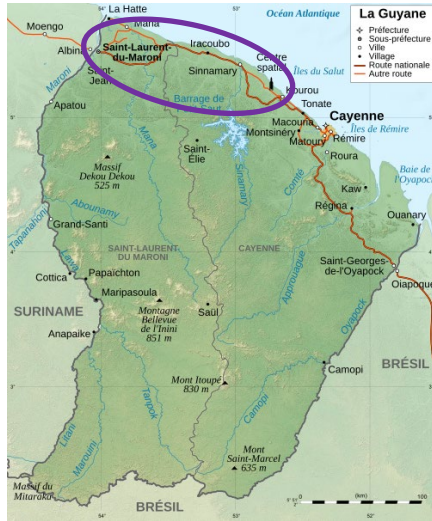 La Hatte
Océan Atlantique
La Guyane
Préfecture
Sous-préfecture
Ville
Village
Route nationale
Autre route
Moengo
Mana
Albina
Saint-Laurent-
du-Maroni
Iracoubo
Centre
spatial
Sinnamary
Îles du Salut
Saint-
Jean
Maroni
Kourou
Barrage de
Tonate
Apatou
Macouria
Cayenne
Îles de Rémire
Montsinéry
Matoury
Rémire
Mana
Saint-
Élie
Roura
Massif
Dekou Dekou
525 m
Sinnamary
Comté
Baie de
l'Oyapock
Kaw
Abounamy
Tapanahony
Grand-Santi
Régina
Ouanary
SAINT-LAURENT
DU MARONI
CAYENNE
Lawa
Saint-Georges-
de-l'Oyapock
Cottica
Papaïchton
Approuague
Oiapoque
SURINAME
Maripasoula
Montagne
Bellevue
de l'Inini
851 m
Saül
Oyapock
Anapaike
BRÉSIL
Mont Itoupé
830 m
Camopi
Tanpok
Camopi
Litani
Marouini
Mont
Saint-Marcel
635 m
Massif du
Mitaraka
BRÉSIL
0
(km)
100